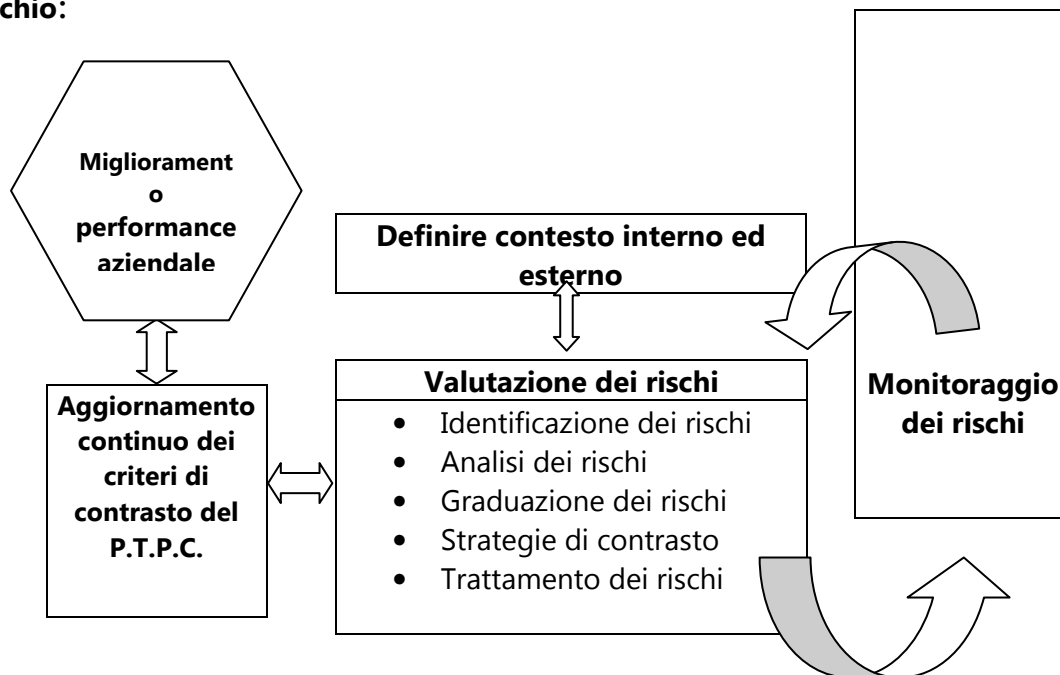 chio:
Migliorament
o
performance
aziendale
Definire contesto interno ed
esterno
Aggiornamento
continuo dei
criteri di
contrasto del
P.T.P.C.
Valutazione dei rischi
• Identificazione dei rischi
• Analisi dei rischi
• Graduazione dei rischi
• Strategie di contrasto
• Trattamento dei rischi
Monitoraggio
dei rischi